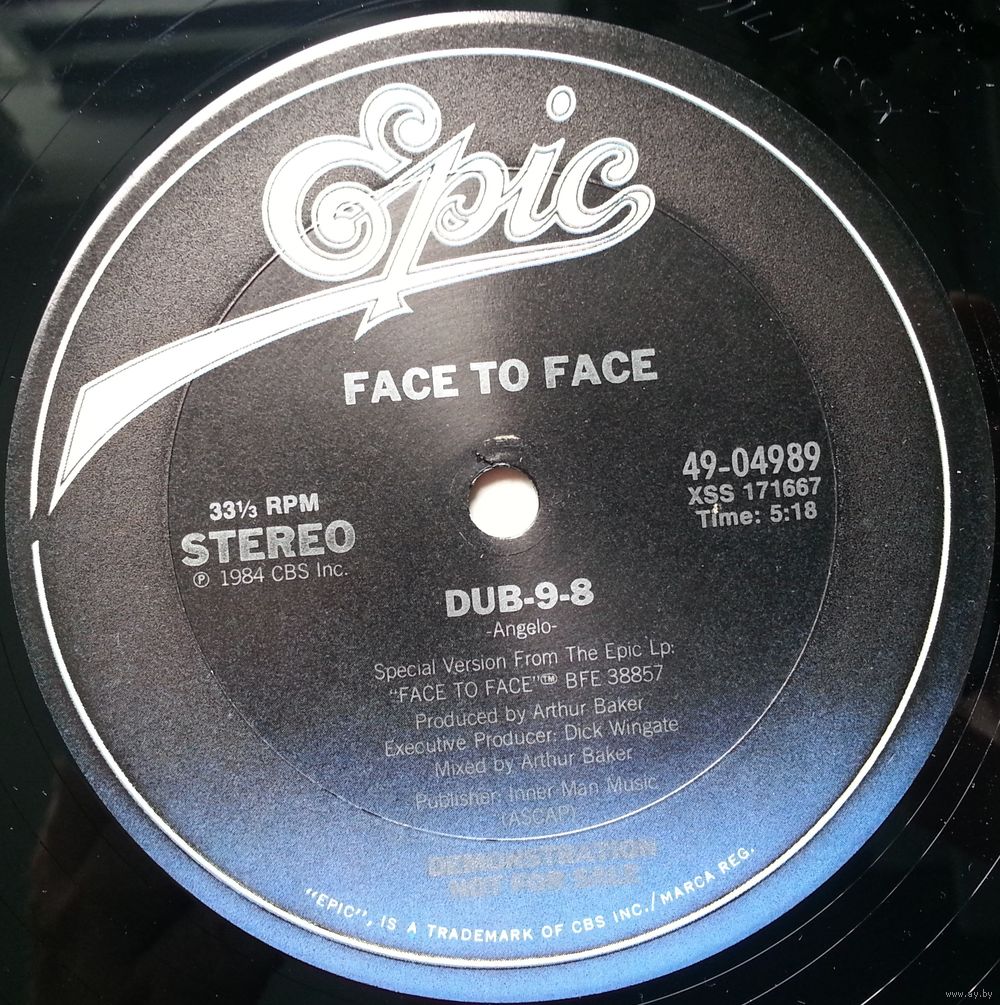 Epic
FACE TO FACE
33⅓ RPM
STEREO
℗ 1984 CBS Inc.
49-04989
XSS 171667
Time: 5:18
DUB-9-8
-Angelo-
Special Version From The Epic Lp:
"FACE TO FACE"™ BFE 38857
Produced by Arthur Baker
Executive Producer: Dick Wingate
Mixed by Arthur Baker
Publisher: Inner Man Music
(ASCAP)
DEMONSTRATION
NOT FOR SALE
"EPIC", IS A TRADEMARK OF CBS INC./MARCA REG.
www.ay.by